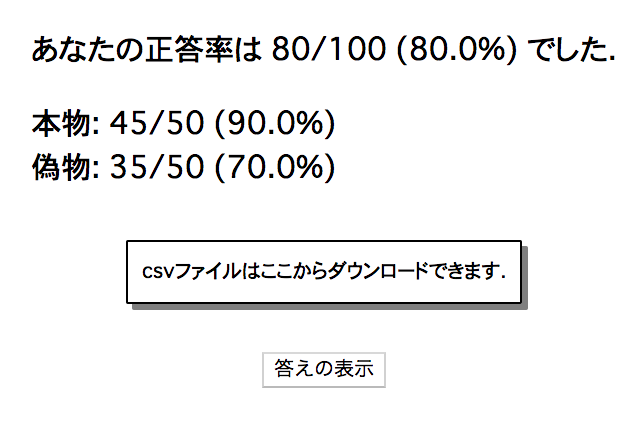 あなたの正答率は 80/100 (80.0%) でした.
本物: 45/50 (90.0%)
偽物: 35/50 (70.0%)
csvファイルはここからダウンロードできます.
答えの表示